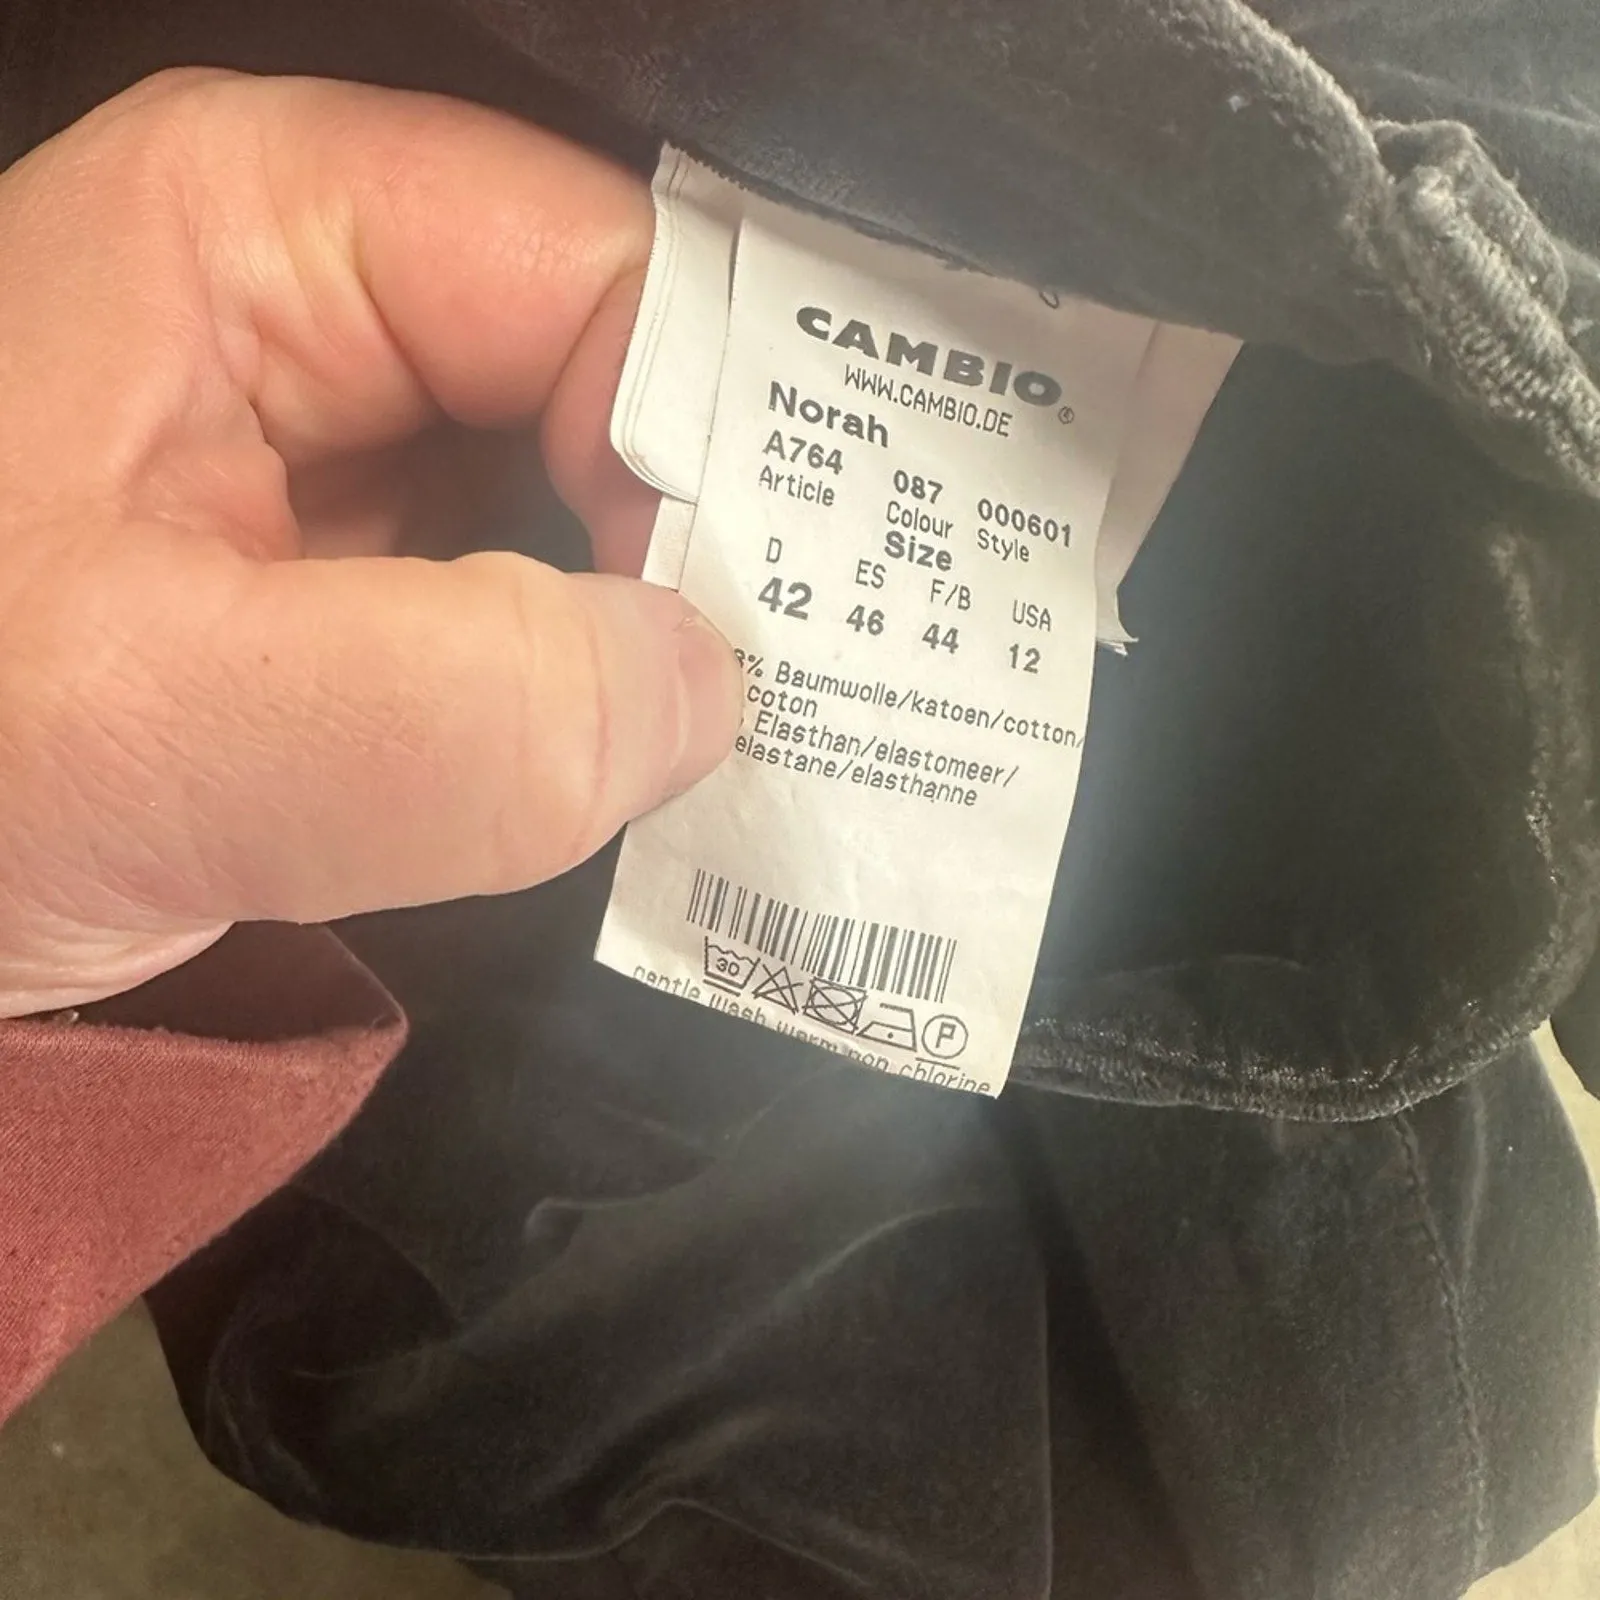 CAMBIO®
WWW.CAMBIO.DE
Norah
A764 087 000601
Article Colour Style
Size
D ES F/B USA
42 46 44 12
% Baumwolle/katoen/cotton/
coton
Elasthan/elastomeer/
elastane/elasthanne
30 P
gentle wash warm non chlorine